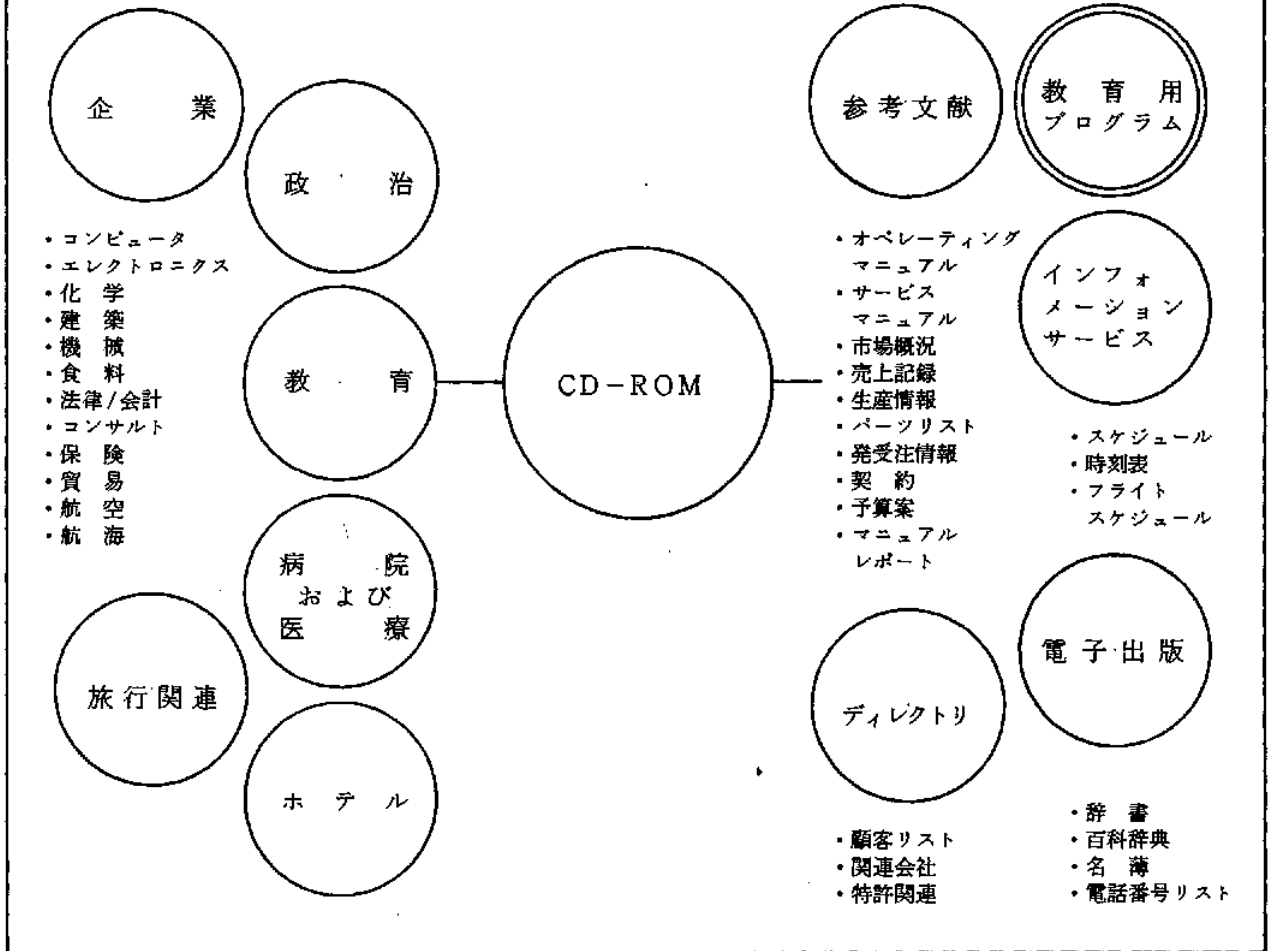 企業
政治
・コンピュータ
・エレクトロニクス
・化学
・建築
・機械
・食料
・法律/会計
・コンサルト
・保険
・貿易
・航空
・航海
教育
病院
および
医療
旅行関連
ホテル
CD-ROM
参考文献
教育用
プログラム
・オペレーティング
マニュアル
・サービス
マニュアル
・市場概況
・売上記録
・生産情報
・パーツリスト
・発受注情報
・契約
・予算案
・マニュアル
レポート
インフォ
メーション
サービス
・スケジュール
・時刻表
・フライト
スケジュール
ディレクトリ
・顧客リスト
・関連会社
・特許関連
電子出版
・辞書
・百科辞典
・名薄
・電話番号リスト